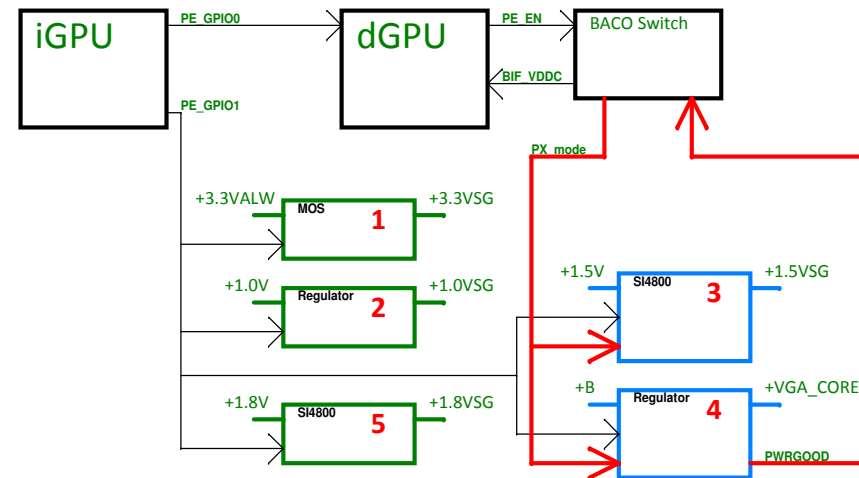 iGPU
PE_GPIO0
dGPU
PE_EN
BACO Switch
BIF_VDDC
PE_GPIO1
PX_mode
+3.3VALW
MOS
1
+3.3VSG
+1.0V
Regulator
2
+1.0VSG
+1.5V
SI4800
3
+1.5VSG
+1.8V
SI4800
5
+1.8VSG
+B
Regulator
4
+VGA_CORE
PWRGOOD